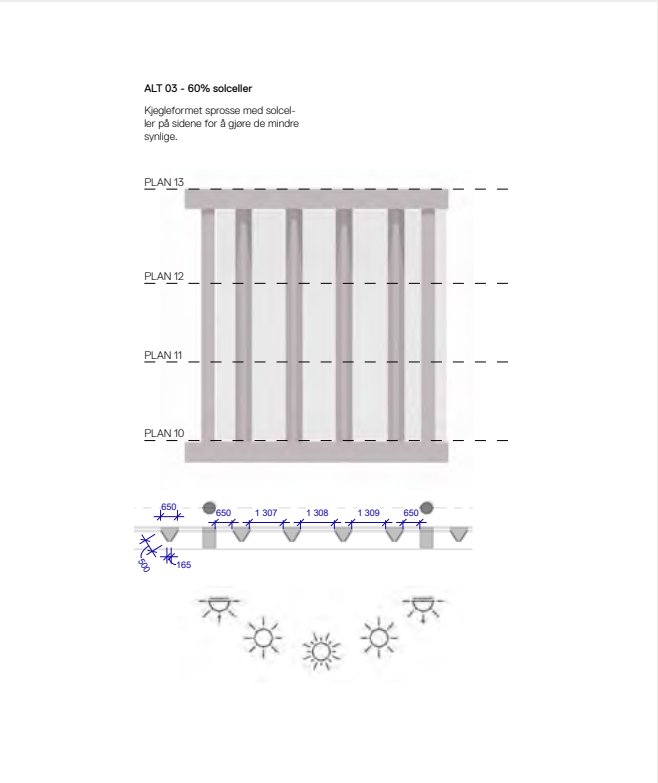 ALT 03 - 60% solceller
Kjegleformet sprosse med solcel-
ler på sidene for å gjøre de mindre
synlige.
PLAN 13
PLAN 12
PLAN 11
PLAN 10
650
650
1 307
1 308
1 309
650
500
165